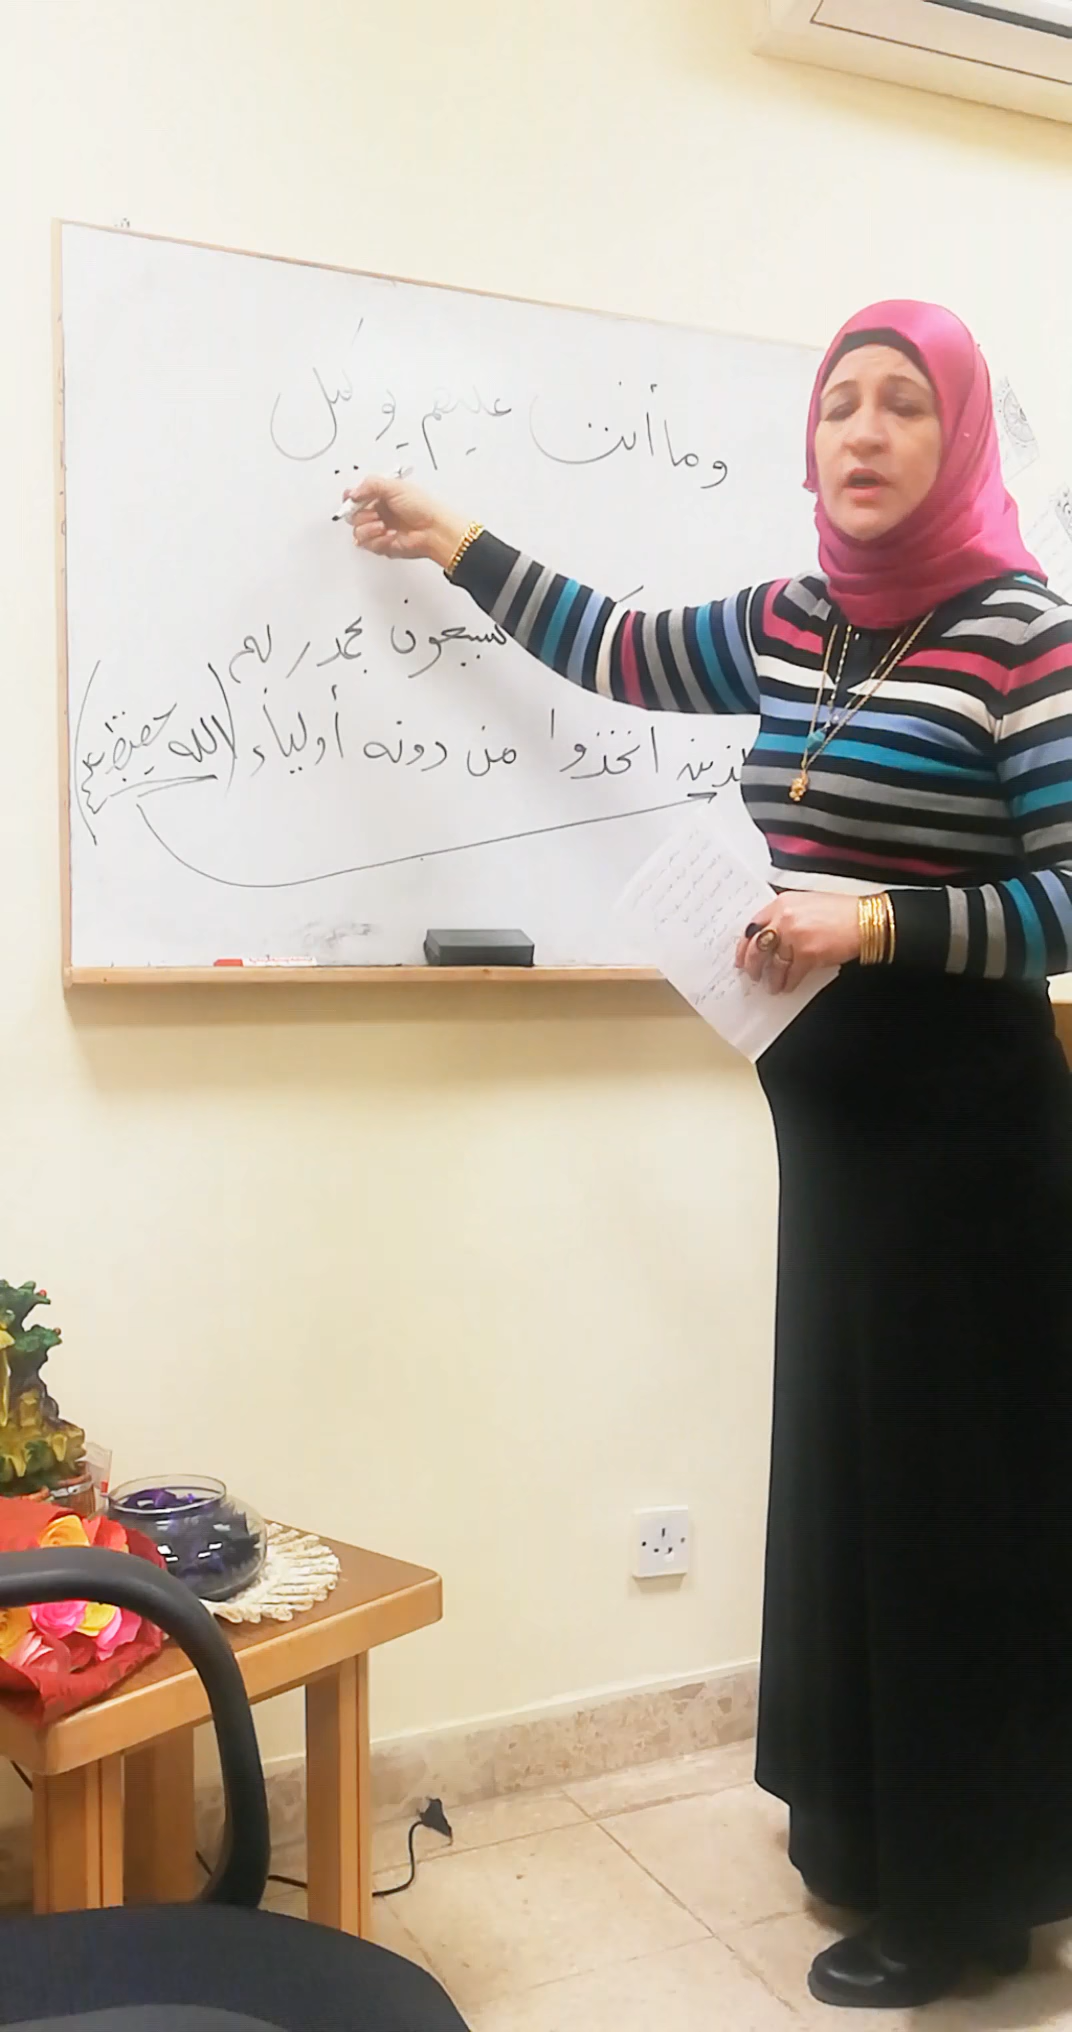 وما أنت عليهم بوكيل
يسبحون بحمد ربهم
الذين اتخذوا من دونه أولياء (الله حفيظ عليهم)